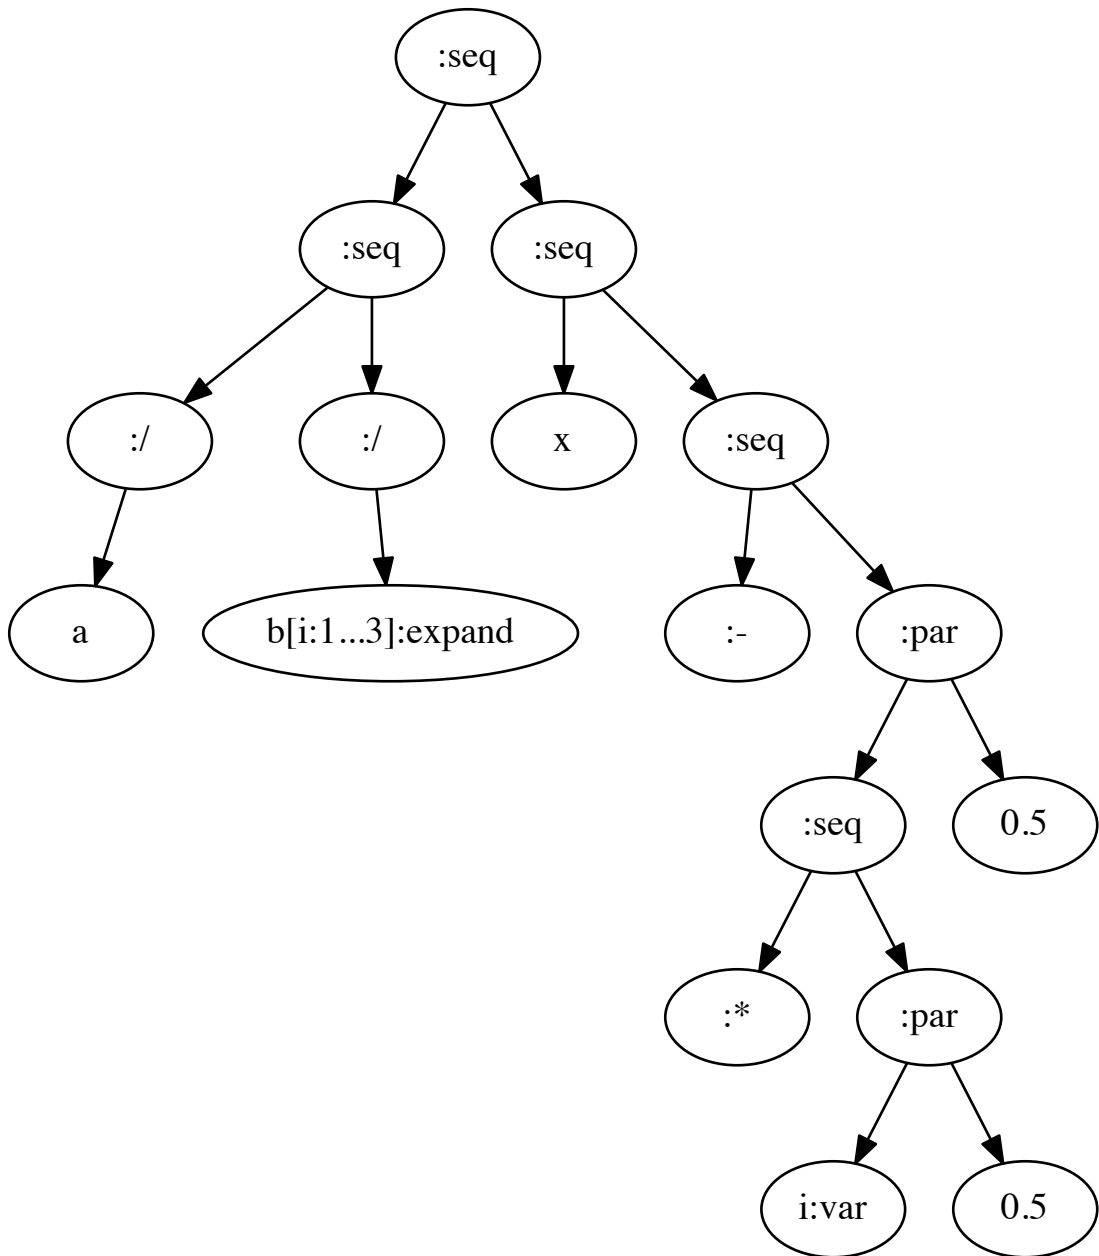 :seq
:seq
:seq
:/
:/
x
:seq
a
b[i:1...3]:expand
:-
:par
:seq
0.5
:*
:par
i:var
0.5